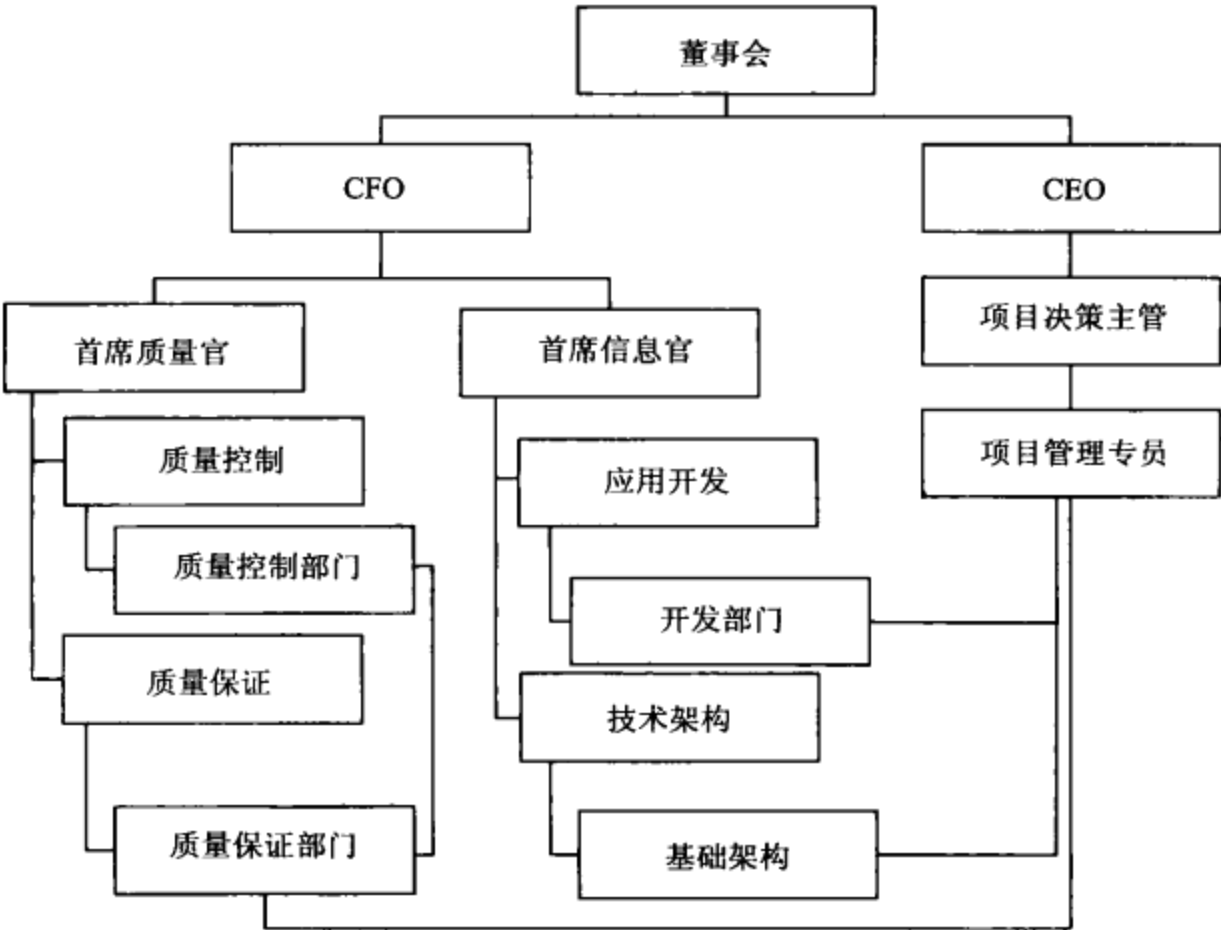 董事会
CFO
CEO
首席质量官
首席信息官
项目决策主管
质量控制
应用开发
项目管理专员
质量控制部门
开发部门
质量保证
技术架构
质量保证部门
基础架构